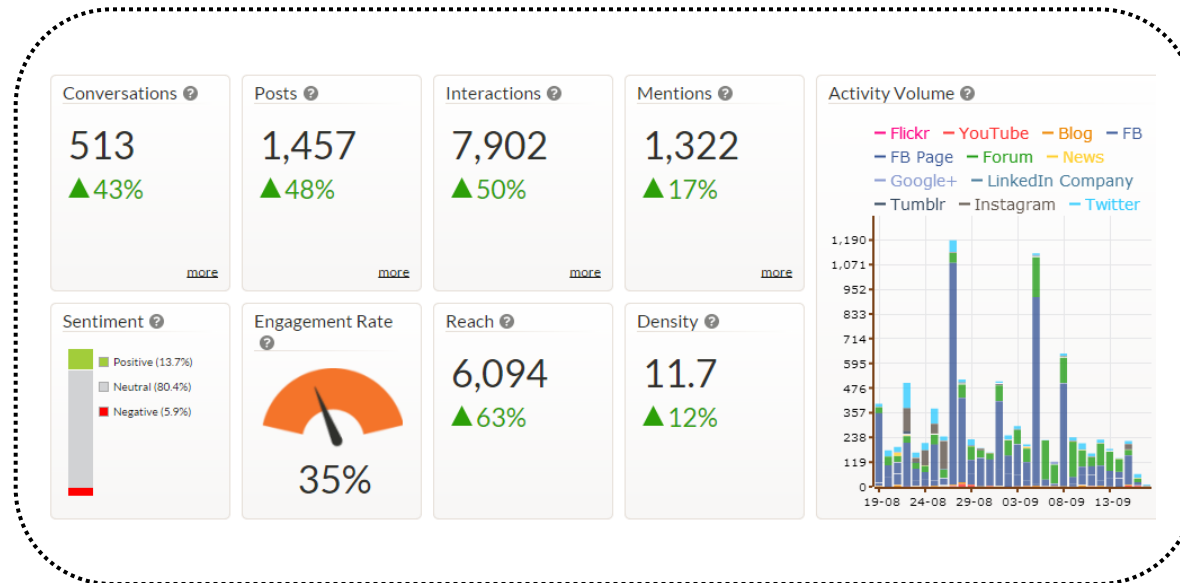 Conversations ?
513
▲43%
more
Posts ?
1,457
▲48%
more
Interactions ?
7,902
▲50%
more
Mentions ?
1,322
▲17%
more
Activity Volume ?
Flickr YouTube Blog FB
FB Page Forum News
Google+ LinkedIn Company
Tumblr Instagram Twitter
1,190
1,071
952
833
714
595
476
357
238
119
0
19-08 24-08 29-08 03-09 08-09 13-09
Sentiment ?
Positive (13.7%)
Neutral (80.4%)
Negative (5.9%)
Engagement Rate
?
35%
Reach ?
6,094
▲63%
Density ?
11.7
▲12%